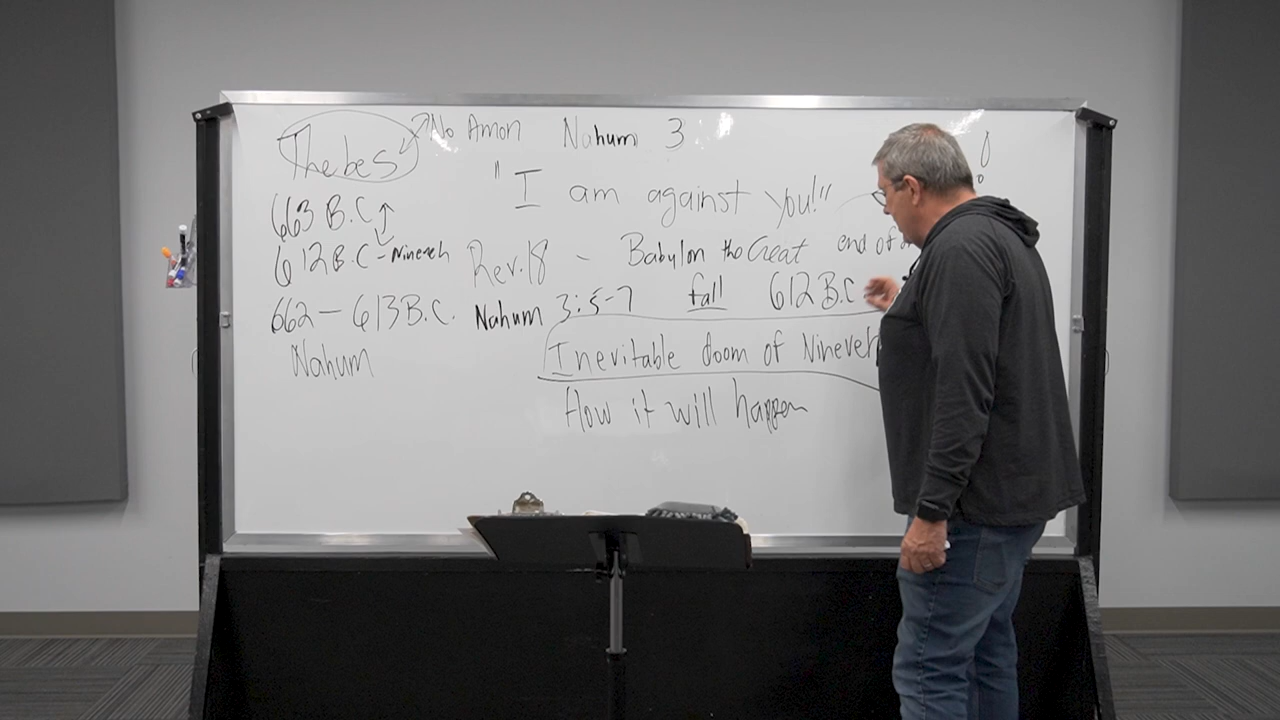 Thebes No Amon Nahum 3
"I am against you!"
663 B.C
612 B.C - Nineveh
Rev. 18 - Babylon the Great end of
662 - 613 B.C.
Nahum
Nahum 3:5-7 fall 612 B.C
Inevitable doom of Nineveh
How it will happen